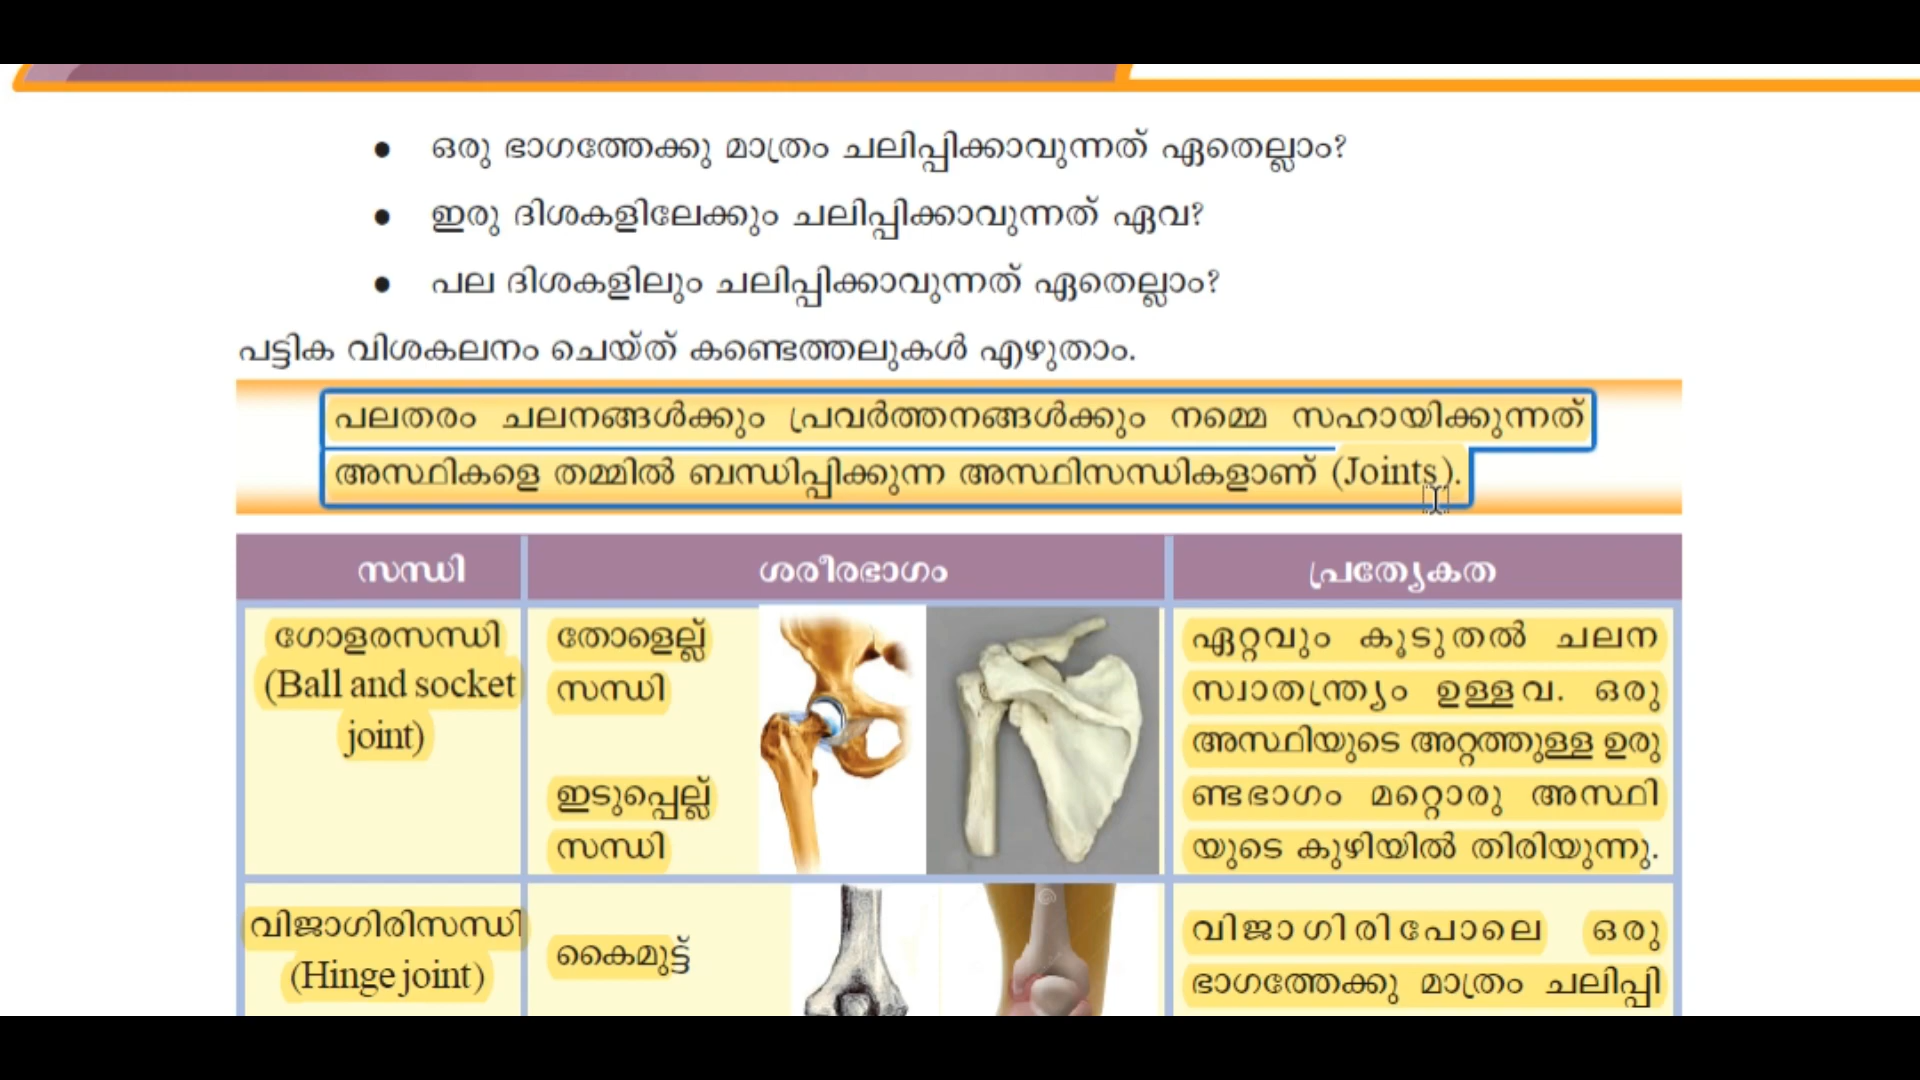 • ഒരു ഭാഗത്തേക്കു മാത്രം ചലിപ്പിക്കാവുന്നത് ഏതെല്ലാം?
• ഇരു ദിശകളിലേക്കും ചലിപ്പിക്കാവുന്നത് ഏവ?
• പല ദിശകളിലും ചലിപ്പിക്കാവുന്നത് ഏതെല്ലാം?
പട്ടിക വിശകലനം ചെയ്ത് കണ്ടെത്തലുകൾ എഴുതാം.
പലതരം ചലനങ്ങൾക്കും പ്രവർത്തനങ്ങൾക്കും നമ്മെ സഹായിക്കുന്നത്
അസ്ഥികളെ തമ്മിൽ ബന്ധിപ്പിക്കുന്ന അസ്ഥിസന്ധികളാണ് (Joints).
സന്ധി
ശരീരഭാഗം
പ്രത്യേകത
ഗോളരസന്ധി
(Ball and socket
joint)
തോളെല്ല്
സന്ധി
ഇടുപ്പെല്ല്
സന്ധി
ഏറ്റവും കൂടുതൽ ചലന
സ്വാതന്ത്ര്യം ഉള്ളവ. ഒരു
അസ്ഥിയുടെ അറ്റത്തുള്ള ഉരു
ണ്ടഭാഗം മറ്റൊരു അസ്ഥി
യുടെ കുഴിയിൽ തിരിയുന്നു.
വിജാഗിരിസന്ധി
(Hinge joint)
കൈമുട്ട്
വിജാഗിരിപോലെ ഒരു
ഭാഗത്തേക്കു മാത്രം ചലിപ്പി